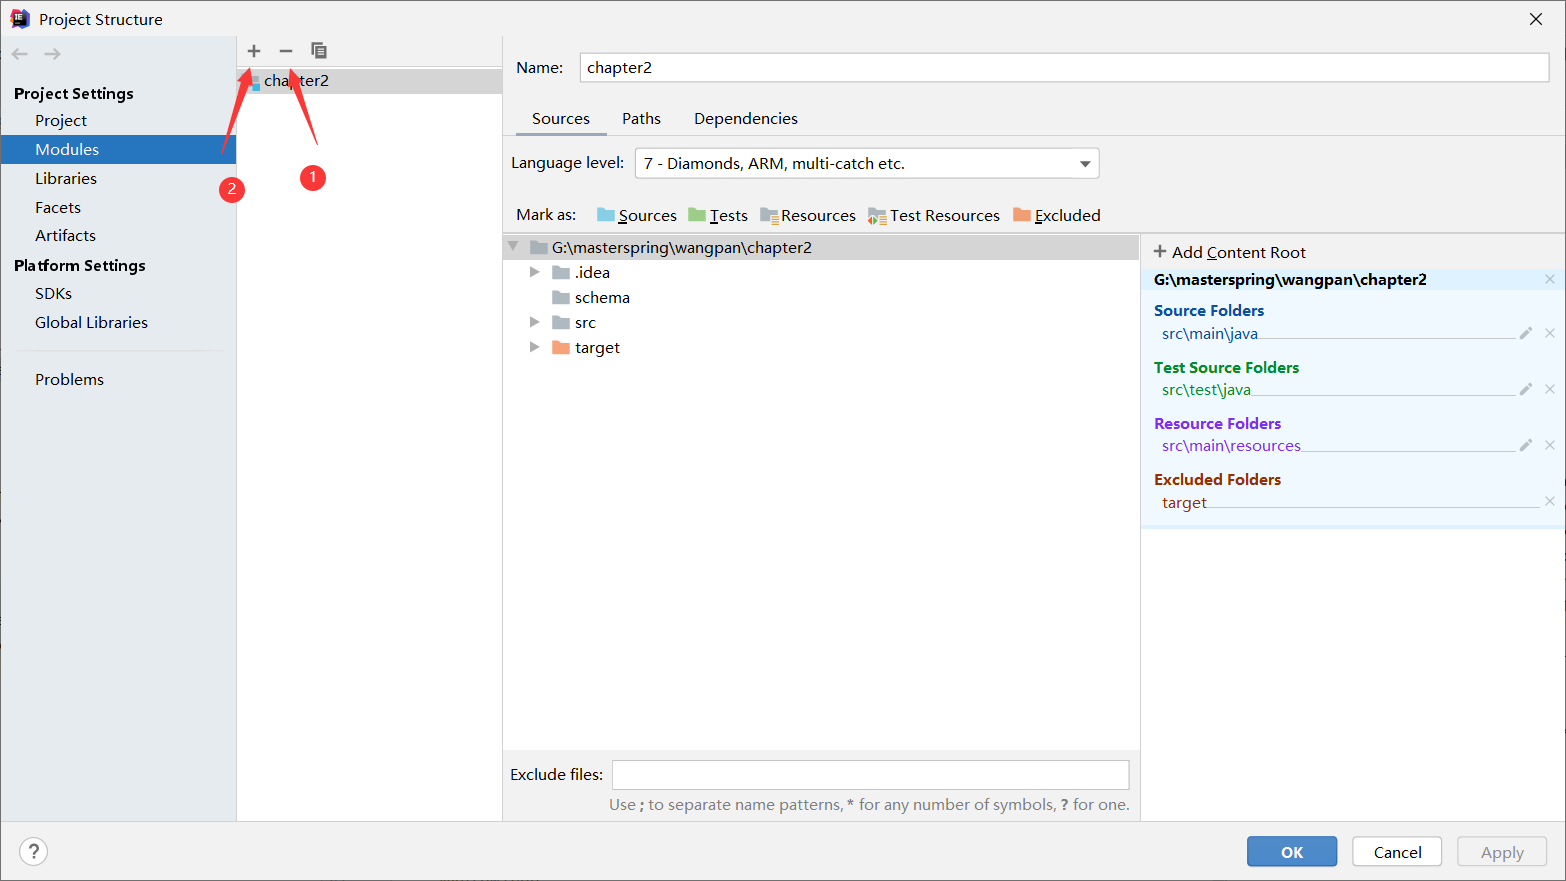 Project Structure
Project Settings
Project
Modules
Libraries
Facets
Artifacts
Platform Settings
SDKs
Global Libraries
Problems
chapter2
1
2
Name: chapter2
Sources Paths Dependencies
Language level: 7 - Diamonds, ARM, multi-catch etc.
Mark as: Sources Tests Resources Test Resources Excluded
G:\masterspring\wangpan\chapter2
.idea
schema
src
target
Add Content Root
G:\masterspring\wangpan\chapter2
Source Folders
src\main\java
Test Source Folders
src\test\java
Resource Folders
src\main\resources
Excluded Folders
target
Exclude files:
Use ; to separate name patterns, * for any number of symbols, ? for one.
?
OK Cancel Apply